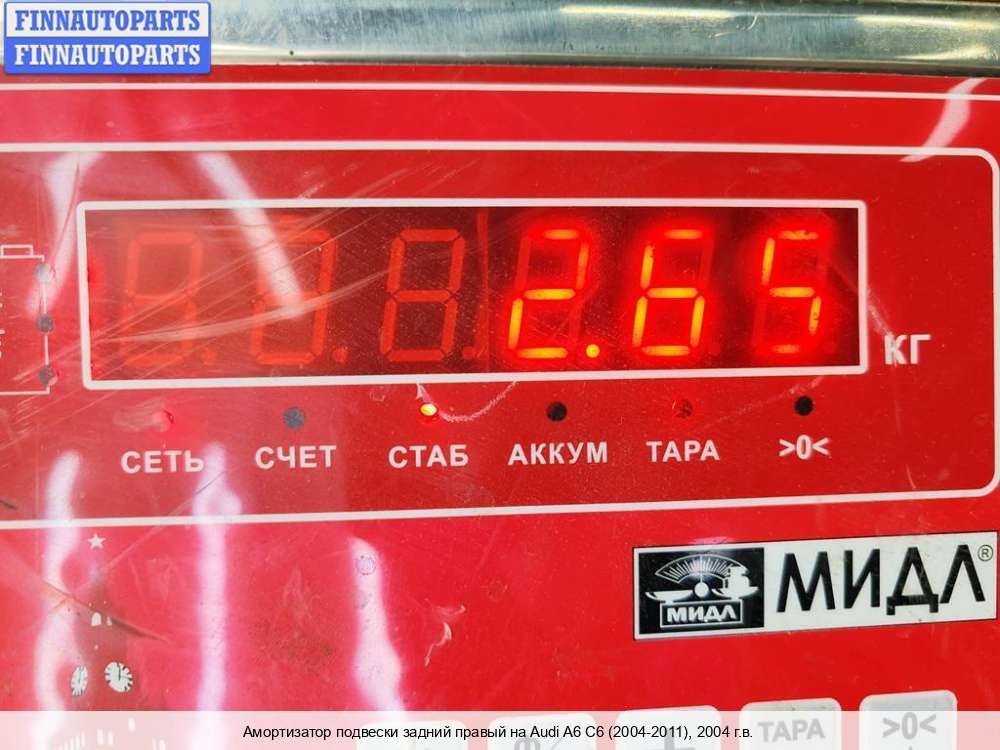 FINNAUTOPARTS
FINNAUTOPARTS
2.65
КГ
СЕТЬ СЧЕТ СТАБ АККУМ ТАРА >0<
МИДЛ МИДЛ®
ТАРА >0<
Амортизатор подвески задний правый на Audi A6 C6 (2004-2011), 2004 г.в.